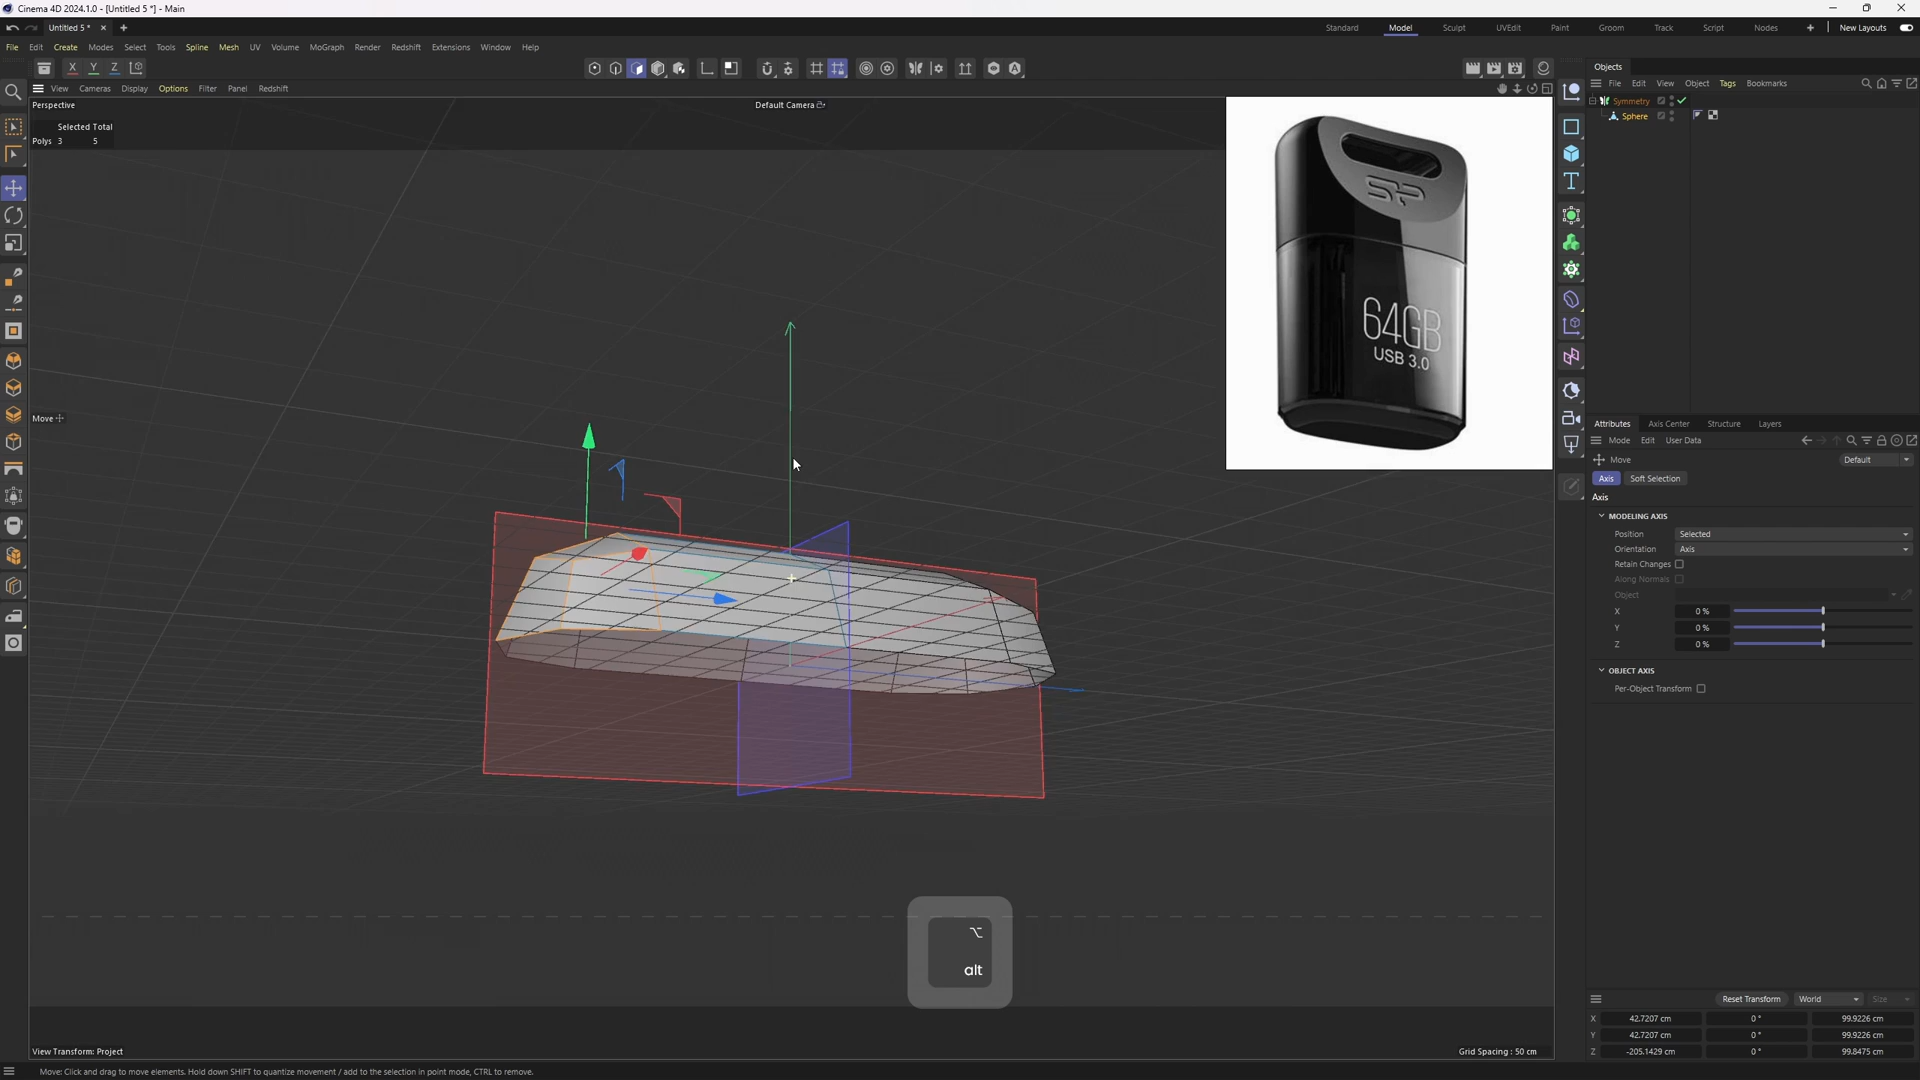 Cinema 4D 2024.1.0 - [Untitled 5 *] - Main
Untitled 5 *
Standard Model Sculpt UVEdit Paint Groom Track Script Nodes New Layouts
File Edit Create Modes Select Tools Spline Mesh UV Volume MoGraph Render Redshift Extensions Window Help
X Y Z
Objects
View Cameras Display Options Filter Panel Redshift
File Edit View Object Tags Bookmarks
Perspective
Default Camera
Symmetry
Sphere
Selected Total
Polys 3 5
SP
64GB
USB 3.0
Move
Attributes Axis Center Structure Layers
Mode Edit User Data
Move
Default
Axis Soft Selection
Axis
MODELING AXIS
Position Selected
Orientation Axis
Retain Changes
Along Normals
Object
X 0 %
Y 0 %
Z 0 %
OBJECT AXIS
Per-Object Transform
alt
Reset Transform World Size
X 42.7207 cm 0 ° 99.9226 cm
Y 42.7207 cm 0 ° 99.9226 cm
Z -205.1429 cm 0 ° 99.8475 cm
View Transform: Project
Grid Spacing : 50 cm
Move: Click and drag to move elements. Hold down SHIFT to quantize movement / add to the selection in point mode, CTRL to remove.